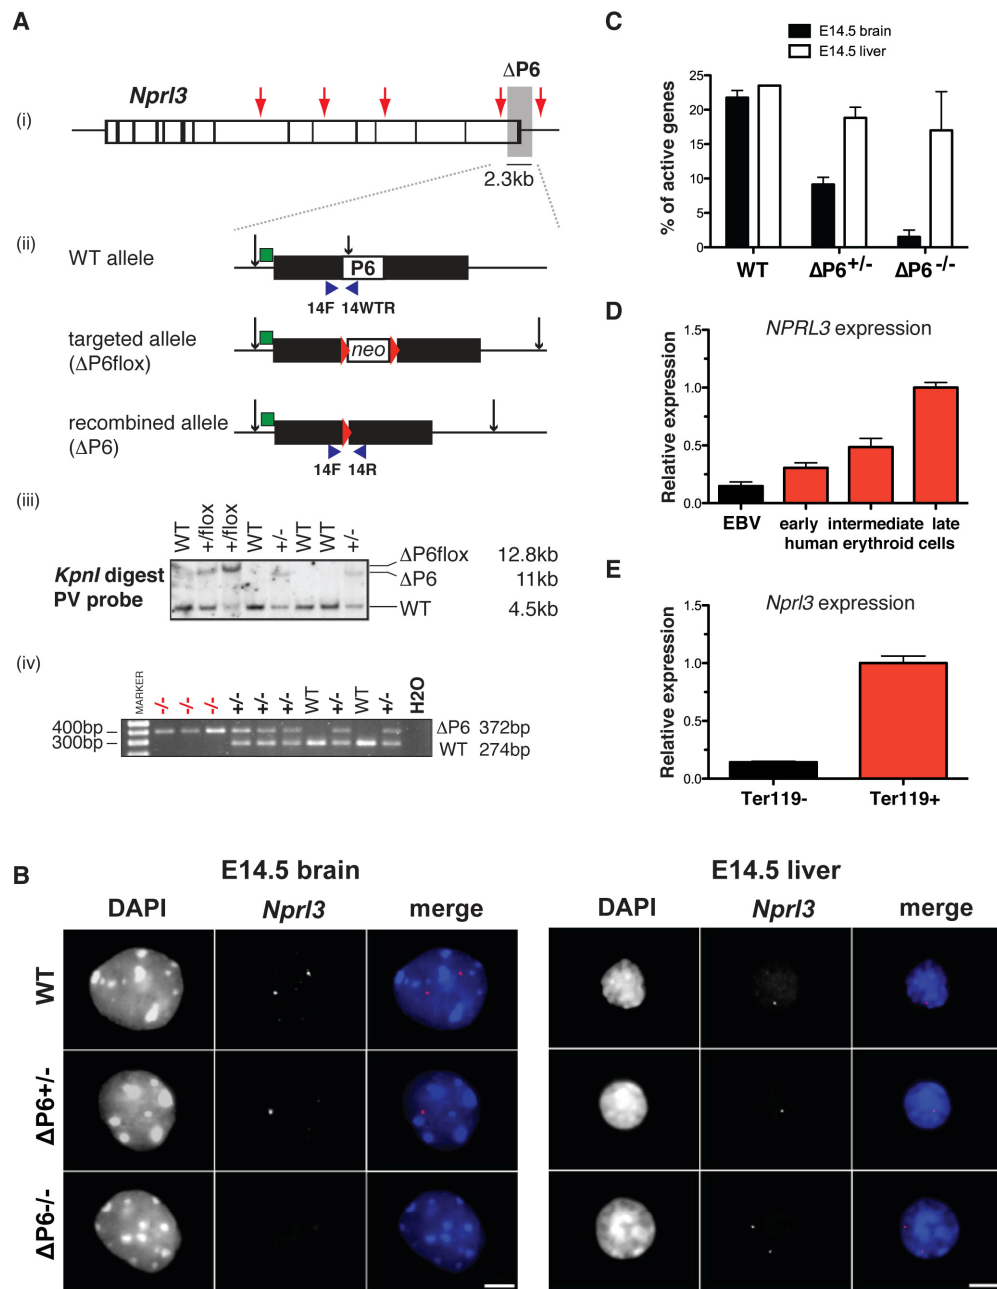 A
Nprl3
ΔP6
(i)
2.3kb
(ii)
WT allele
P6
14F 14WTR
targeted allele
(ΔP6flox)
neo
recombined allele
(ΔP6)
14F 14R
(iii)
WT +/flox +/flox WT +/- WT WT +/-
KpnI digest
PV probe
ΔP6flox 12.8kb
ΔP6 11kb
WT 4.5kb
(iv)
MARKER -/- -/- -/- +/- +/- +/- WT +/- WT +/- H2O
400bp
300bp
ΔP6 372bp
WT 274bp
C
E14.5 brain
E14.5 liver
% of active genes
25
20
15
10
5
0
WT ΔP6+/- ΔP6-/-
D
NPRL3 expression
Relative expression
1.5
1.0
0.5
0.0
EBV early intermediate late
human erythroid cells
E
Nprl3 expression
Relative expression
1.5
1.0
0.5
0.0
Ter119- Ter119+
B
E14.5 brain
DAPI Nprl3 merge
E14.5 liver
DAPI Nprl3 merge
WT
ΔP6+/-
ΔP6-/-